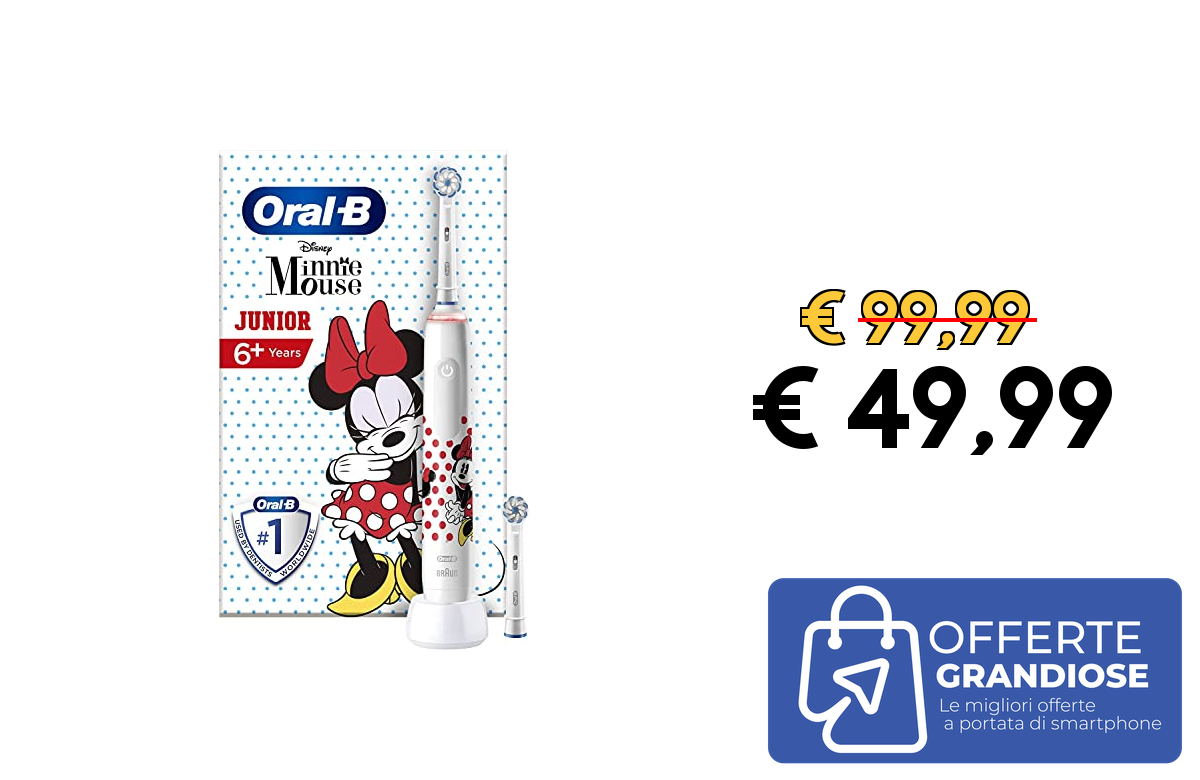 Oral-B
Disney
Minnie
Mouse
JUNIOR
6+ Years
Oral-B
#1
USED BY DENTISTS WORLDWIDE
Oral-B
BRAUN
€ 99,99
€ 49,99
OFFERTE
GRANDIOSE
Le migliori offerte
a portata di smartphone